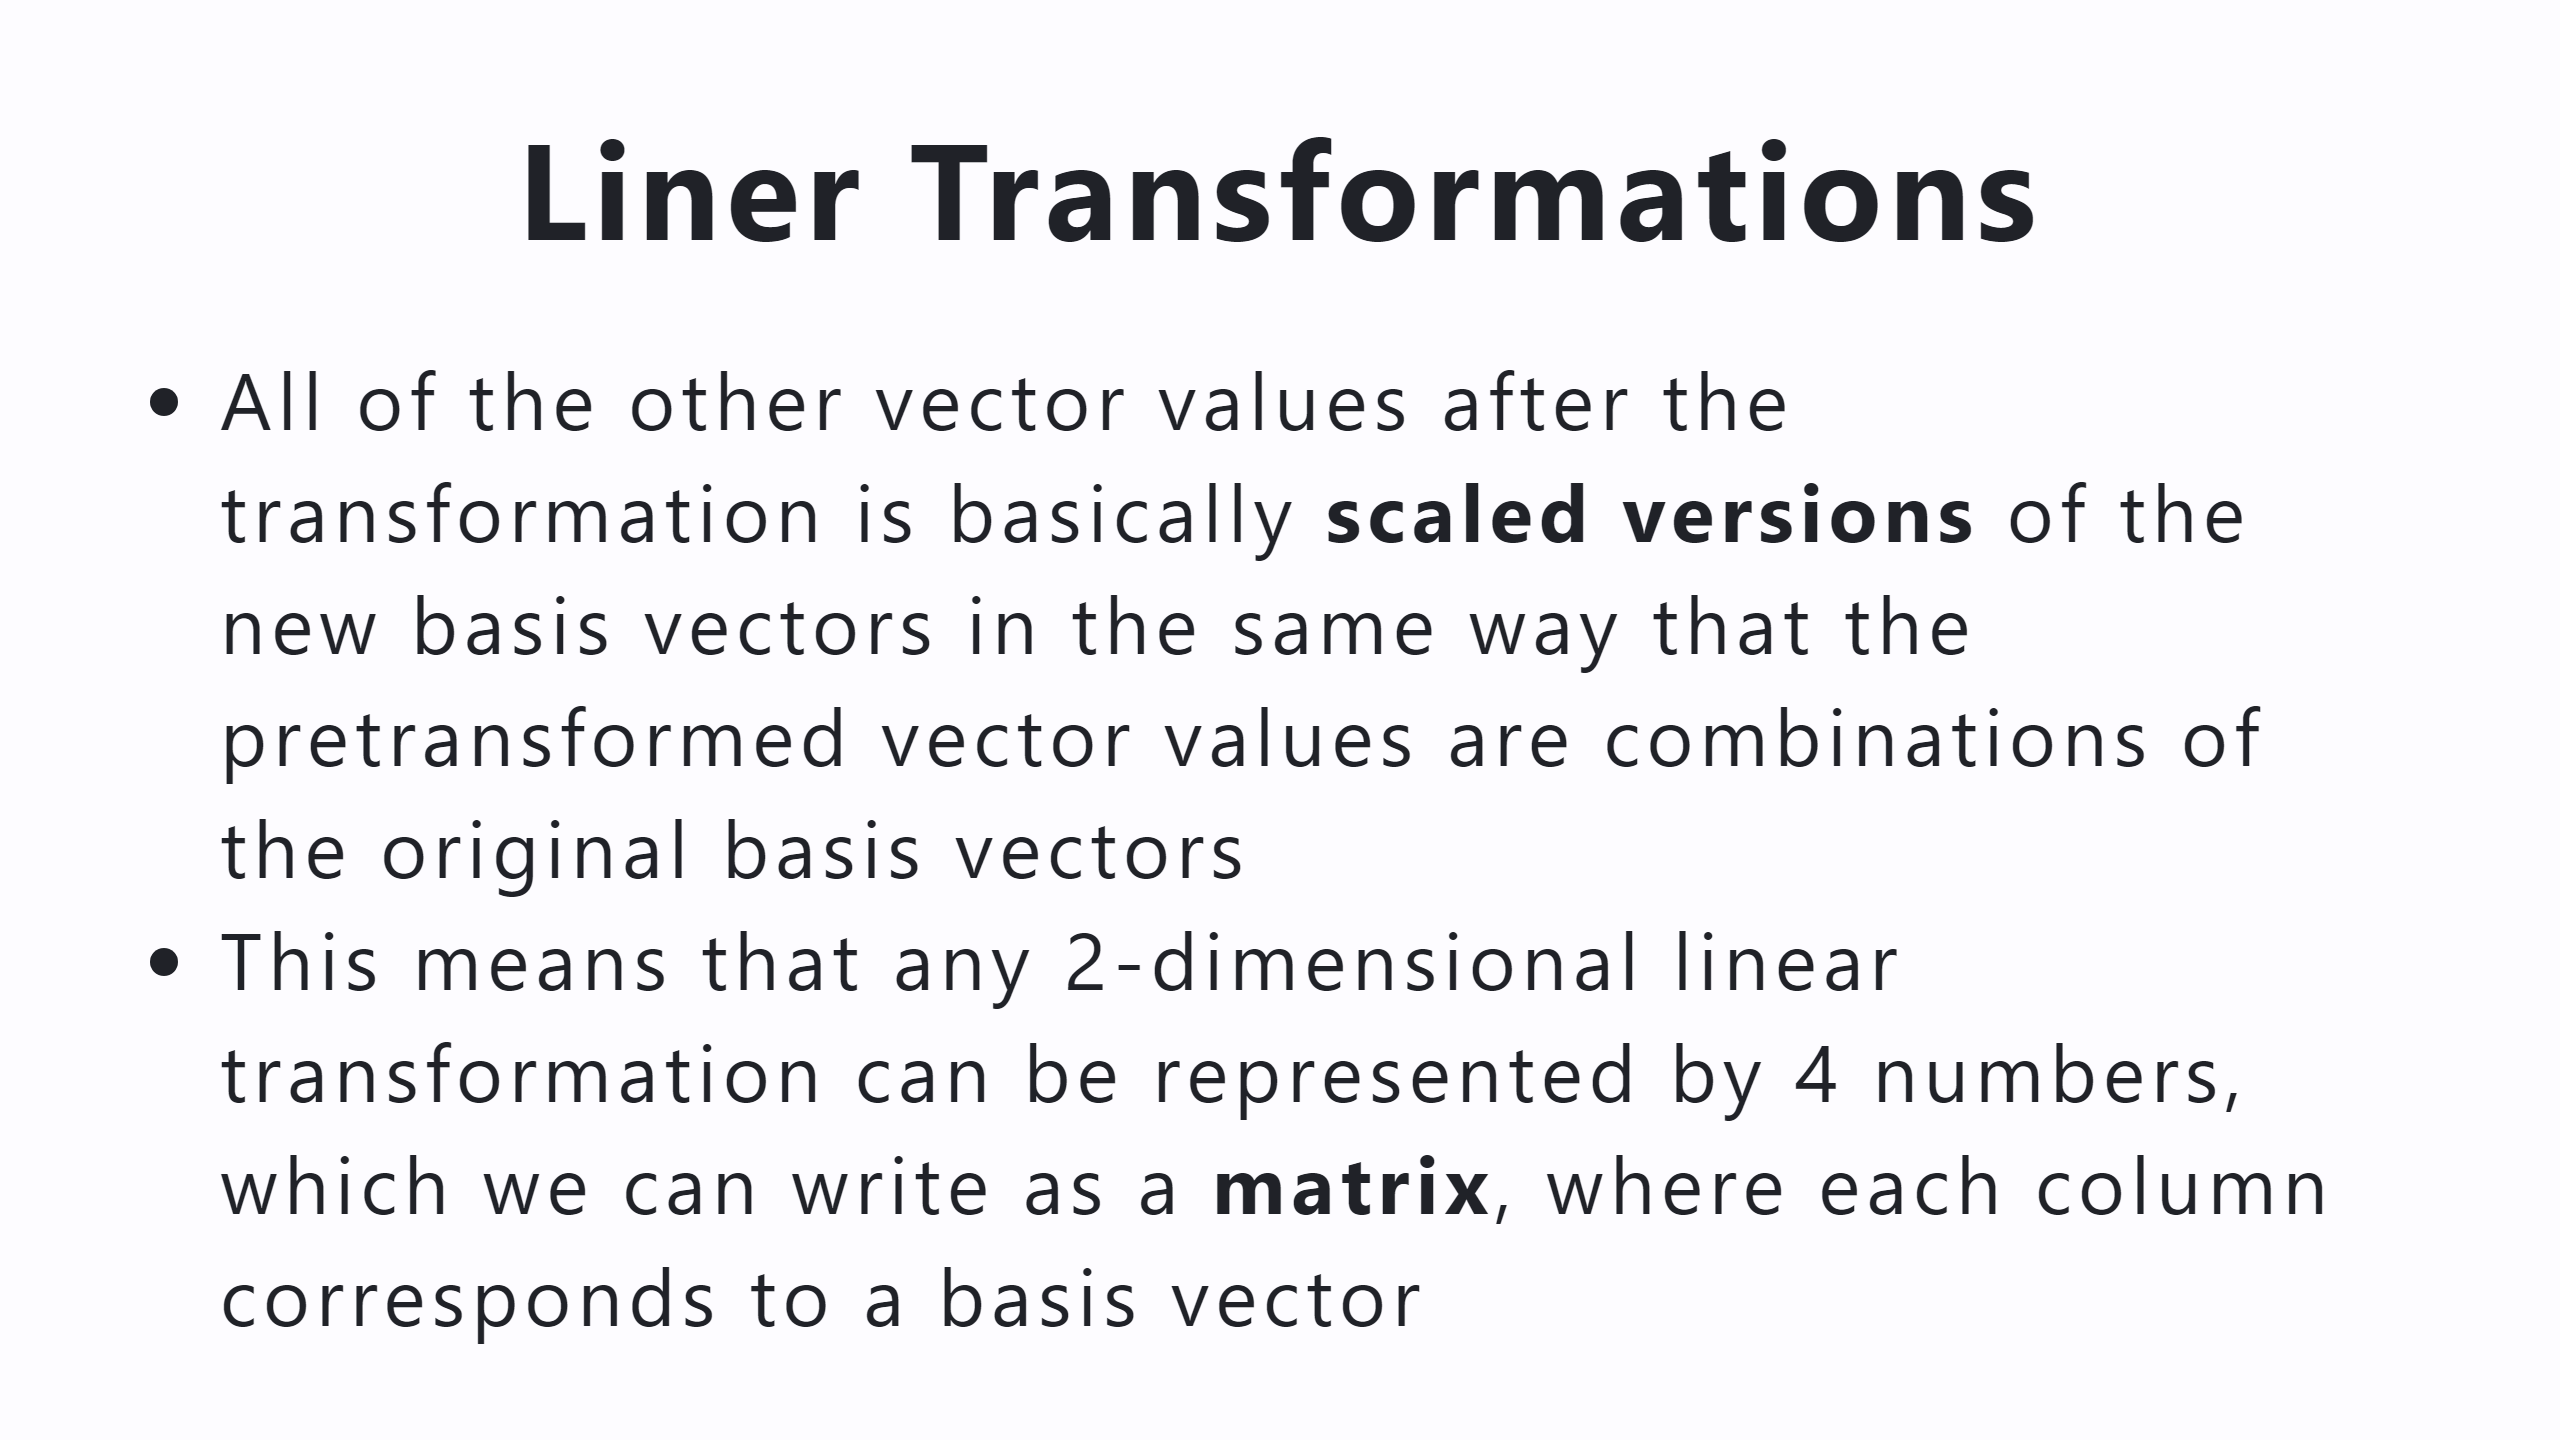 Liner Transformations
• All of the other vector values after the
transformation is basically scaled versions of the
new basis vectors in the same way that the
pretransformed vector values are combinations of
the original basis vectors
• This means that any 2-dimensional linear
transformation can be represented by 4 numbers,
which we can write as a matrix, where each column
corresponds to a basis vector